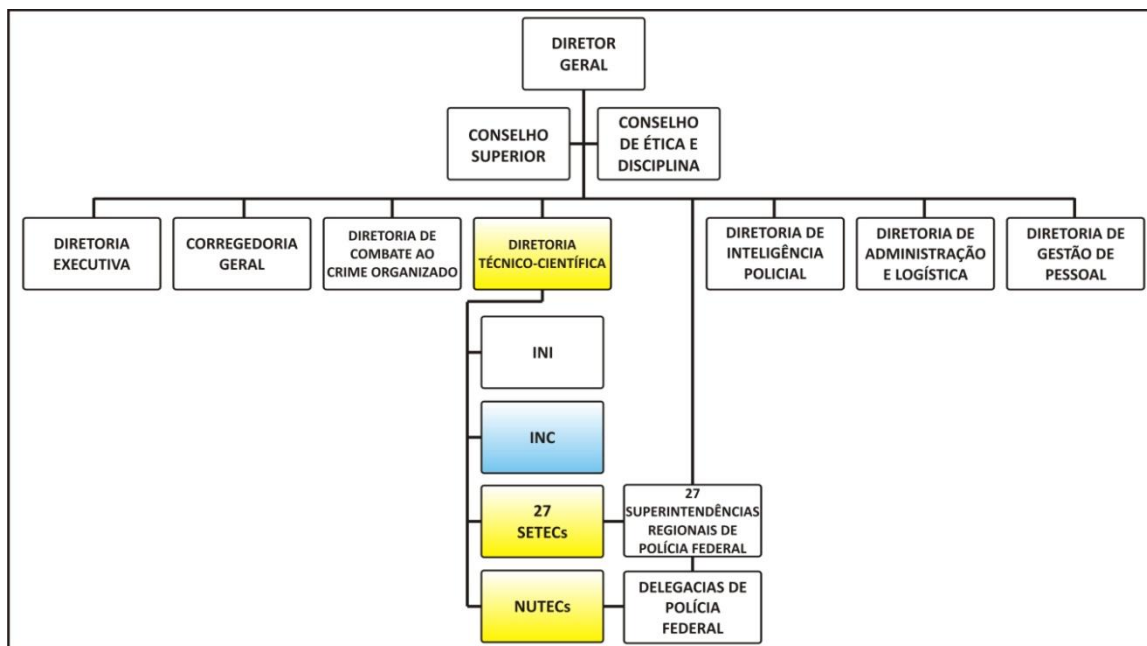 DIRETOR
GERAL
CONSELHO
SUPERIOR
CONSELHO
DE ÉTICA E
DISCIPLINA
DIRETORIA
EXECUTIVA
CORREGEDORIA
GERAL
DIRETORIA DE
COMBATE AO
CRIME ORGANIZADO
DIRETORIA
TÉCNICO-CIENTÍFICA
DIRETORIA DE
INTELIGÊNCIA
POLICIAL
DIRETORIA DE
ADMINISTRAÇÃO
E LOGÍSTICA
DIRETORIA DE
GESTÃO DE
PESSOAL
INI
INC
27
SETECs
27
SUPERINTENDÊNCIAS
REGIONAIS DE
POLÍCIA FEDERAL
NUTECs
DELEGACIAS DE
POLÍCIA
FEDERAL